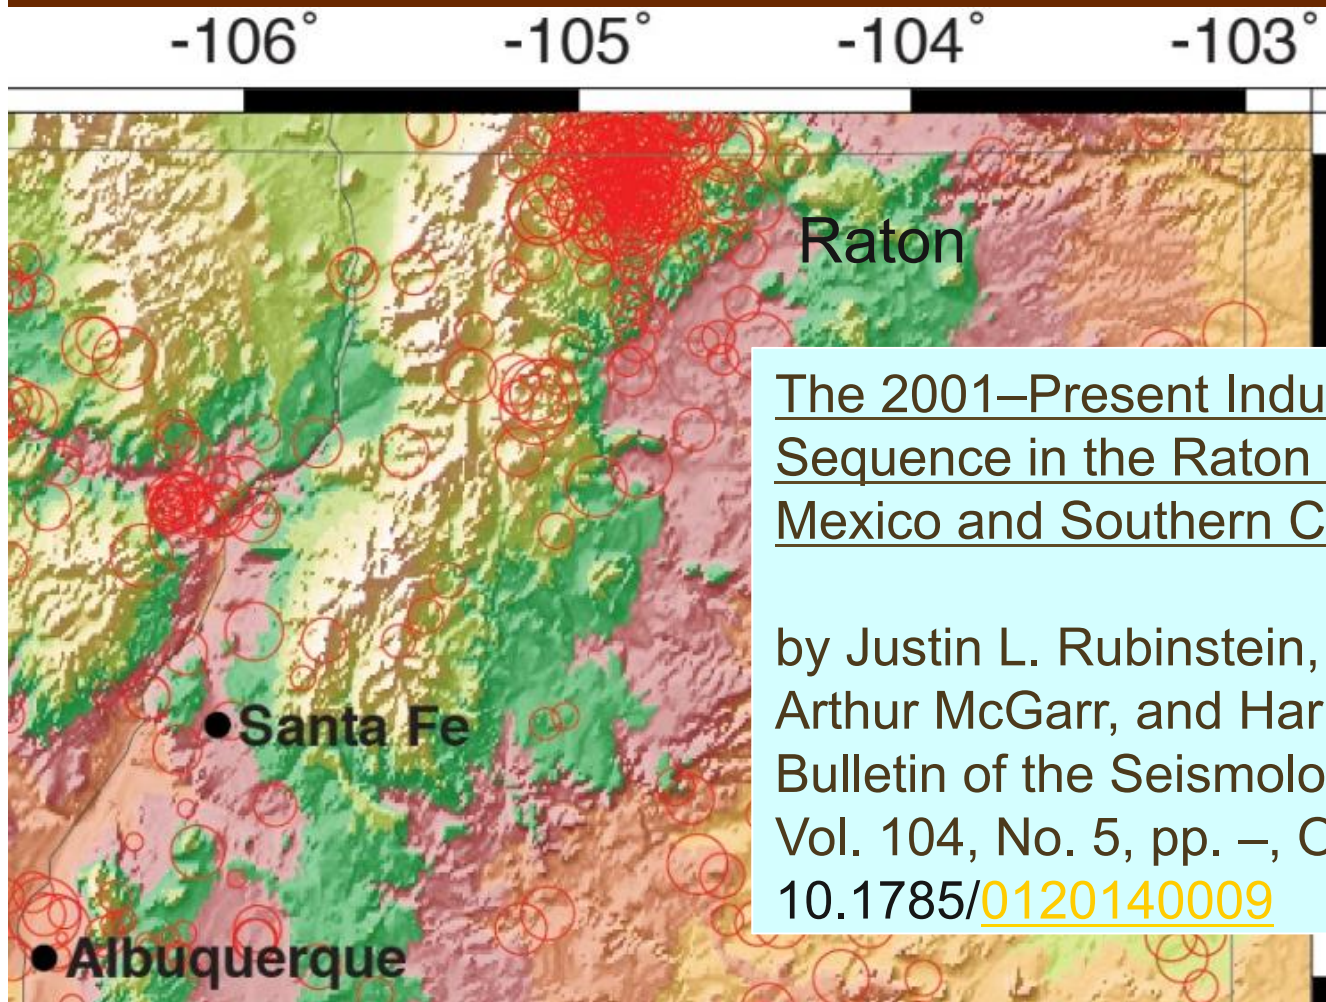 -106° -105° -104° -103°
Raton
The 2001–Present Indu
Sequence in the Raton
Mexico and Southern C
by Justin L. Rubinstein,
Arthur McGarr, and Har
Bulletin of the Seismolo
Vol. 104, No. 5, pp. –, O
10.1785/0120140009
Santa Fe
Albuquerque